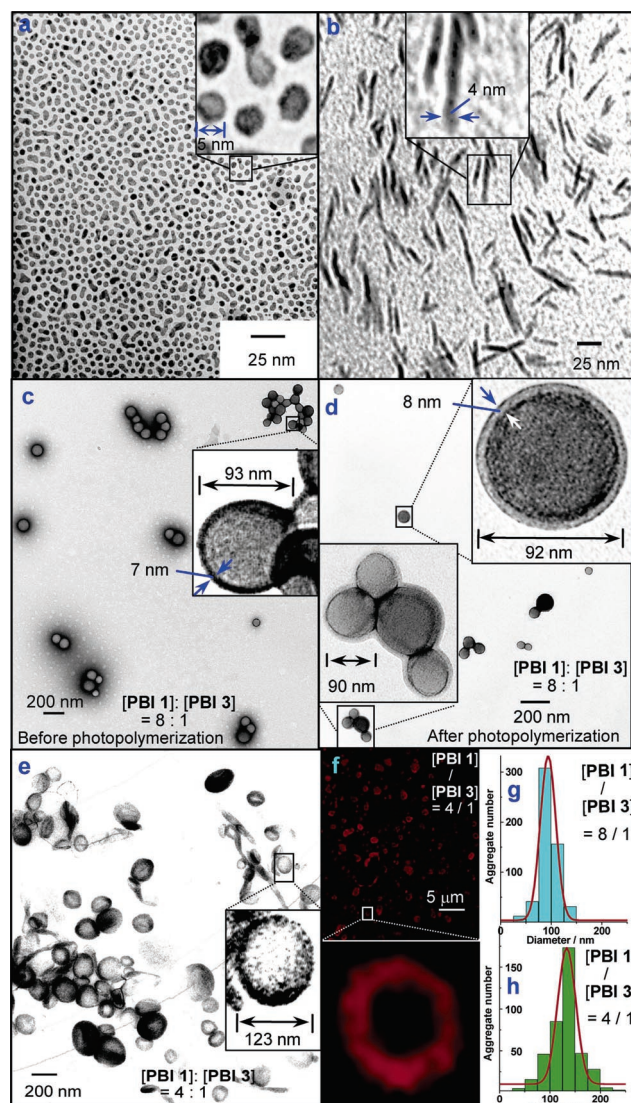 a
5 nm
25 nm
b
4 nm
25 nm
c
93 nm
7 nm
200 nm
[PBI 1]: [PBI 3]
= 8 : 1
Before photopolymerization
d
8 nm
92 nm
90 nm
[PBI 1]: [PBI 3]
= 8 : 1
200 nm
After photopolymerization
e
123 nm
200 nm
[PBI 1]: [PBI 3]
= 4 : 1
f
[PBI 1]
/
[PBI 3]
= 4 / 1
5 μm
g
[PBI 1]
/
[PBI 3]
= 8 / 1
Aggregate number
300
200
100
0
0 100 200
Diameter / nm
h
[PBI 1]
/
[PBI 3]
= 4 / 1
Aggregate number
150
100
50
0 100 200